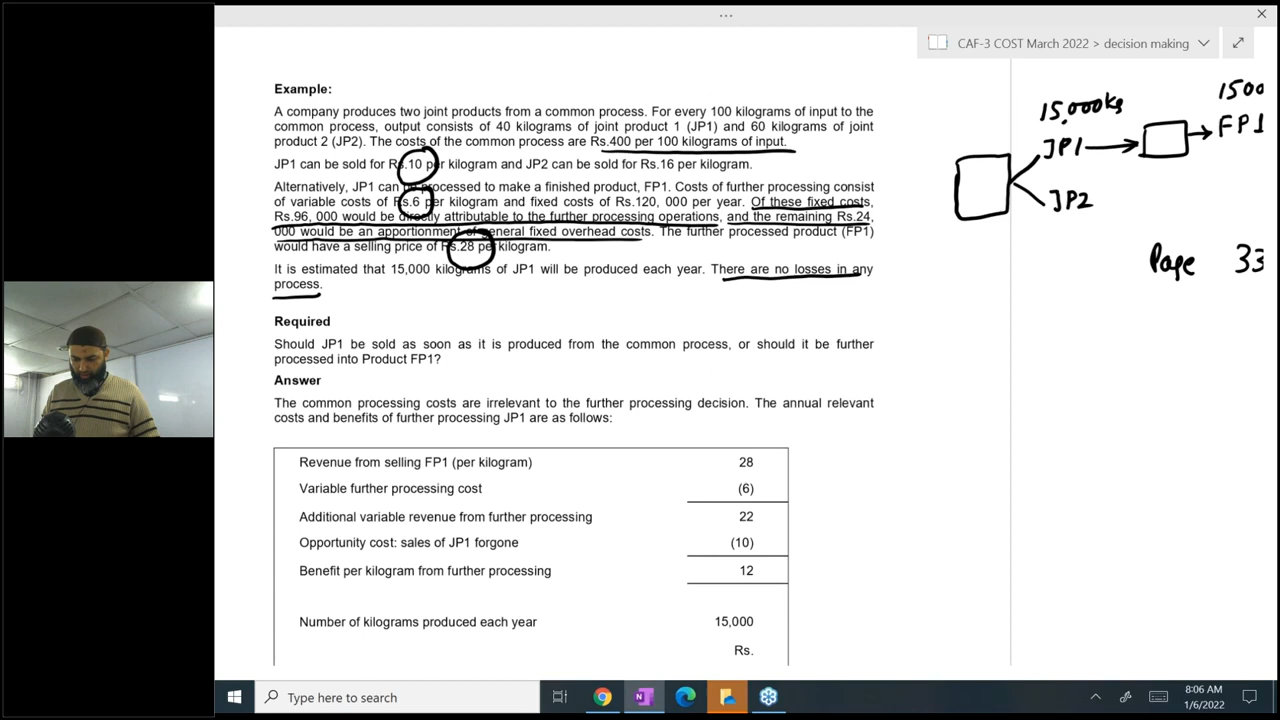 ...
CAF-3 COST March 2022 > decision making
Example:
A company produces two joint products from a common process. For every 100 kilograms of input to the
common process, output consists of 40 kilograms of joint product 1 (JP1) and 60 kilograms of joint
product 2 (JP2). The costs of the common process are Rs.400 per 100 kilograms of input.
JP1 can be sold for Rs.10 per kilogram and JP2 can be sold for Rs.16 per kilogram.
Alternatively, JP1 can be processed to make a finished product, FP1. Costs of further processing consist
of variable costs of Rs.6 per kilogram and fixed costs of Rs.120, 000 per year. Of these fixed costs,
Rs.96, 000 would be directly attributable to the further processing operations, and the remaining Rs.24,
000 would be an apportionment of general fixed overhead costs. The further processed product (FP1)
would have a selling price of Rs.28 per kilogram.
It is estimated that 15,000 kilograms of JP1 will be produced each year. There are no losses in any
process.
Required
Should JP1 be sold as soon as it is produced from the common process, or should it be further
processed into Product FP1?
Answer
The common processing costs are irrelevant to the further processing decision. The annual relevant
costs and benefits of further processing JP1 are as follows:
Revenue from selling FP1 (per kilogram) 28
Variable further processing cost (6)
Additional variable revenue from further processing 22
Opportunity cost: sales of JP1 forgone (10)
Benefit per kilogram from further processing 12
Number of kilograms produced each year 15,000
Rs.
15,000kg
1500
JP1
FP1
JP2
Page 33
Type here to search
8:06 AM
1/6/2022